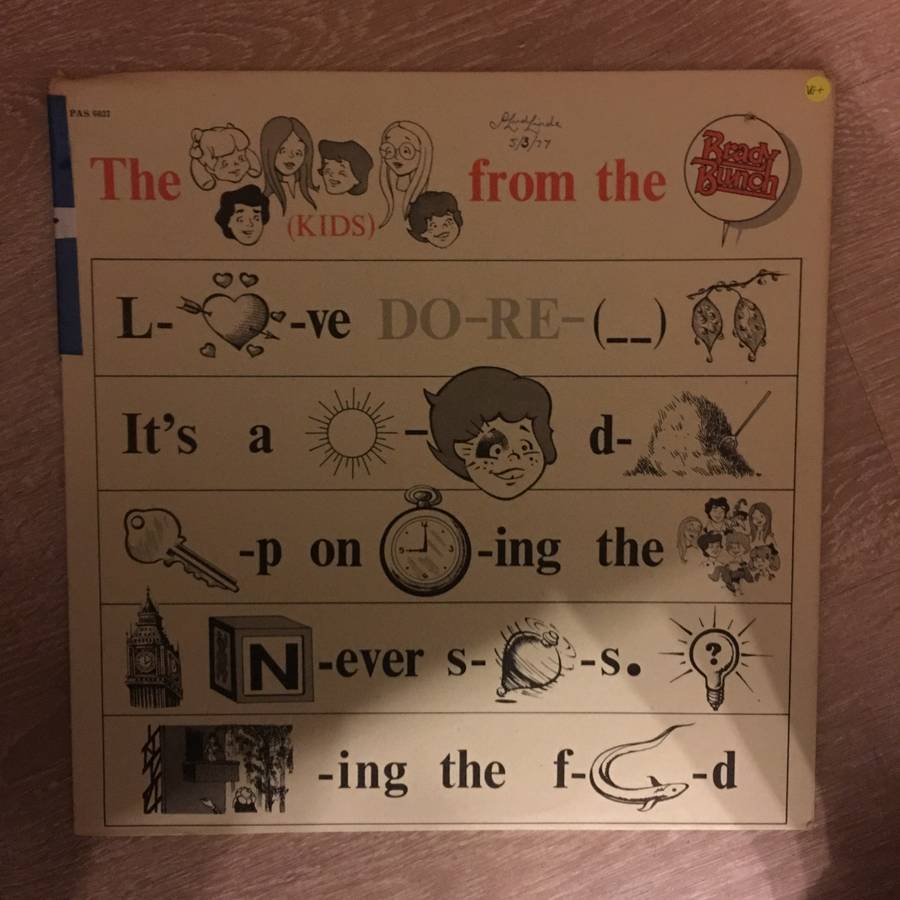 PAS 6037
VG+
5/3/77
The (KIDS) from the Brady Bunch
L- -ve DO-RE-(__)
It's a - d-
-p on -ing the
N -ever s- -s. ?
-ing the f- -d